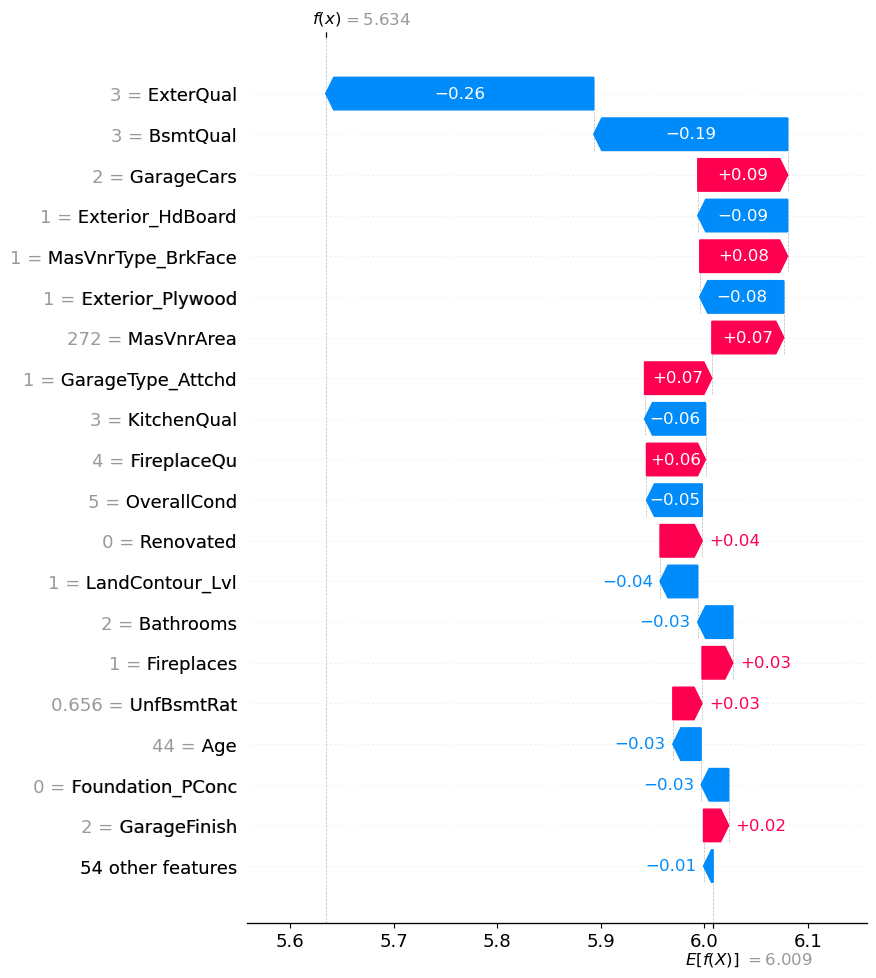 f(x) = 5.634
3 = ExterQual −0.26
3 = BsmtQual −0.19
2 = GarageCars +0.09
1 = Exterior_HdBoard −0.09
1 = MasVnrType_BrkFace +0.08
1 = Exterior_Plywood −0.08
272 = MasVnrArea +0.07
1 = GarageType_Attchd +0.07
3 = KitchenQual −0.06
4 = FireplaceQu +0.06
5 = OverallCond −0.05
0 = Renovated +0.04
1 = LandContour_Lvl −0.04
2 = Bathrooms −0.03
1 = Fireplaces +0.03
0.656 = UnfBsmtRat +0.03
44 = Age −0.03
0 = Foundation_PConc −0.03
2 = GarageFinish +0.02
54 other features −0.01
5.6 5.7 5.8 5.9 6.0 6.1
E[f(X)] = 6.009